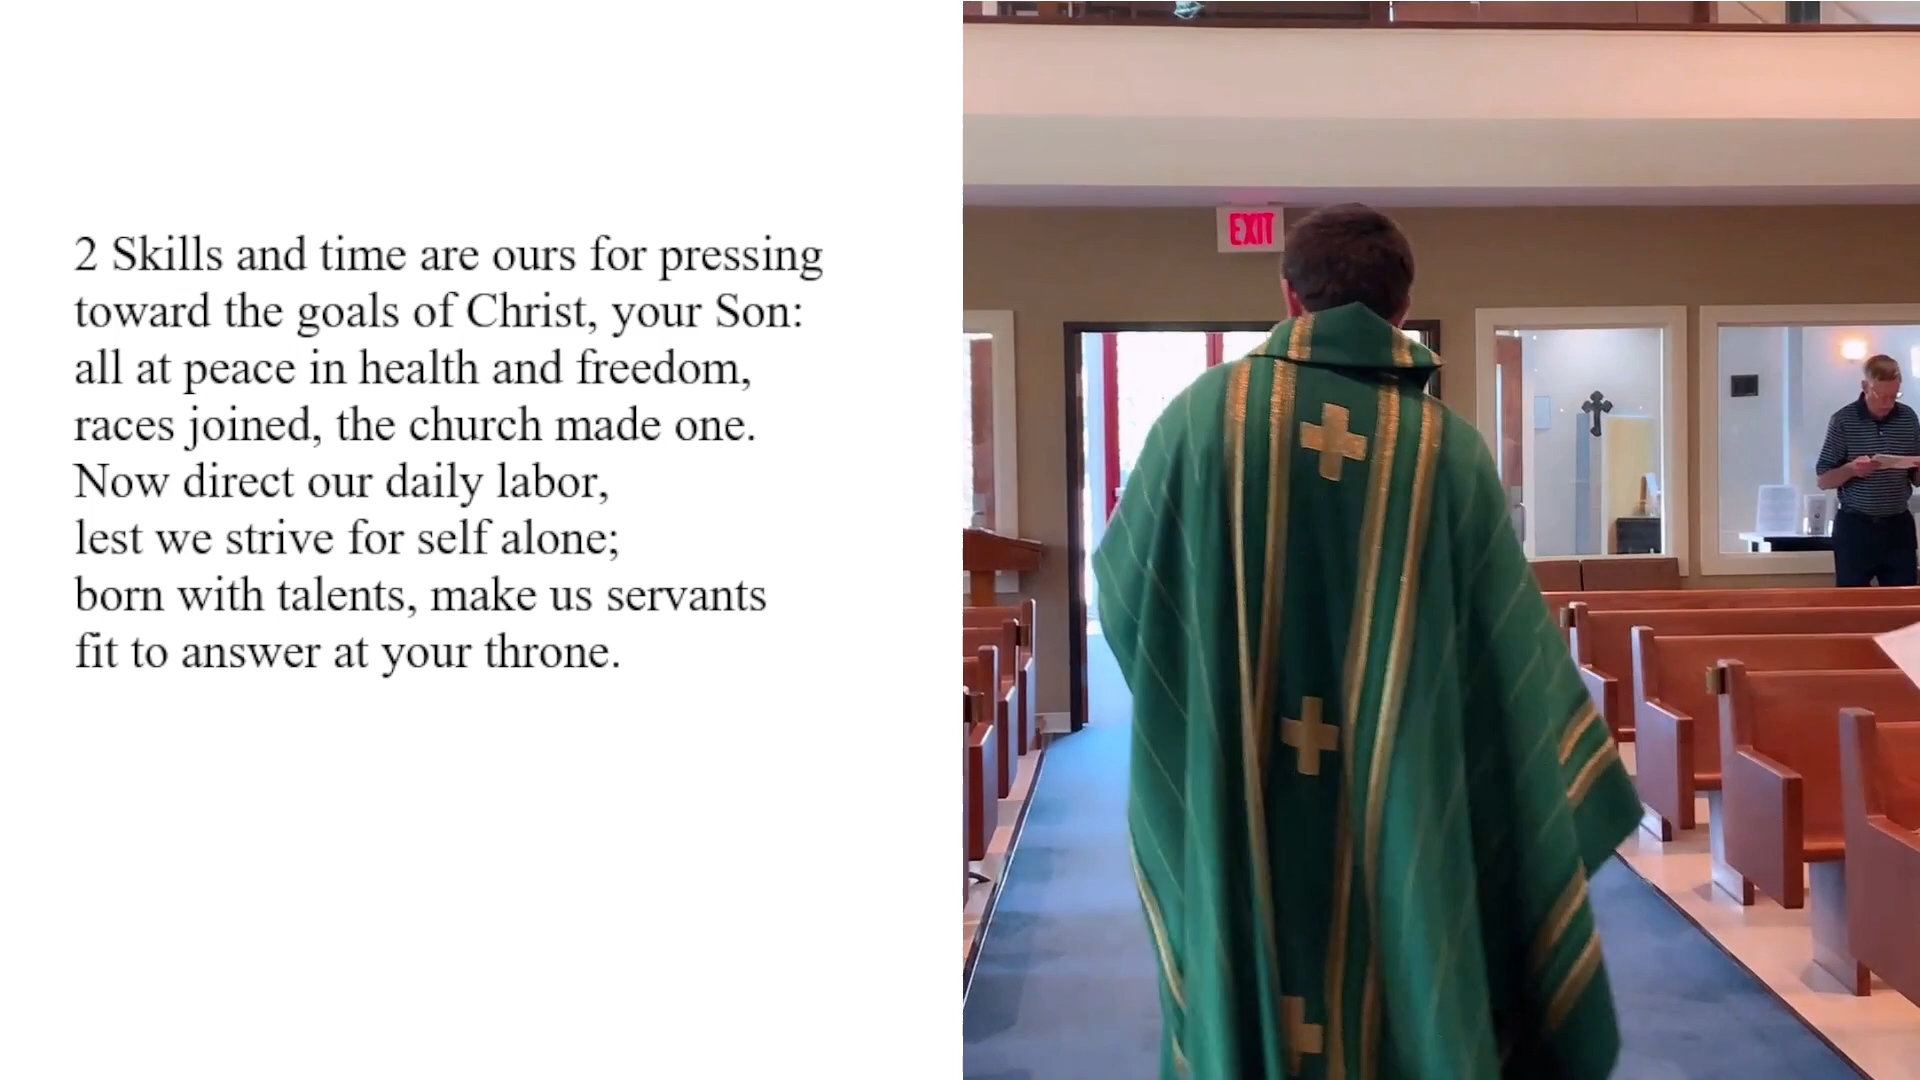 2 Skills and time are ours for pressing
toward the goals of Christ, your Son:
all at peace in health and freedom,
races joined, the church made one.
Now direct our daily labor,
lest we strive for self alone;
born with talents, make us servants
fit to answer at your throne.
EXIT